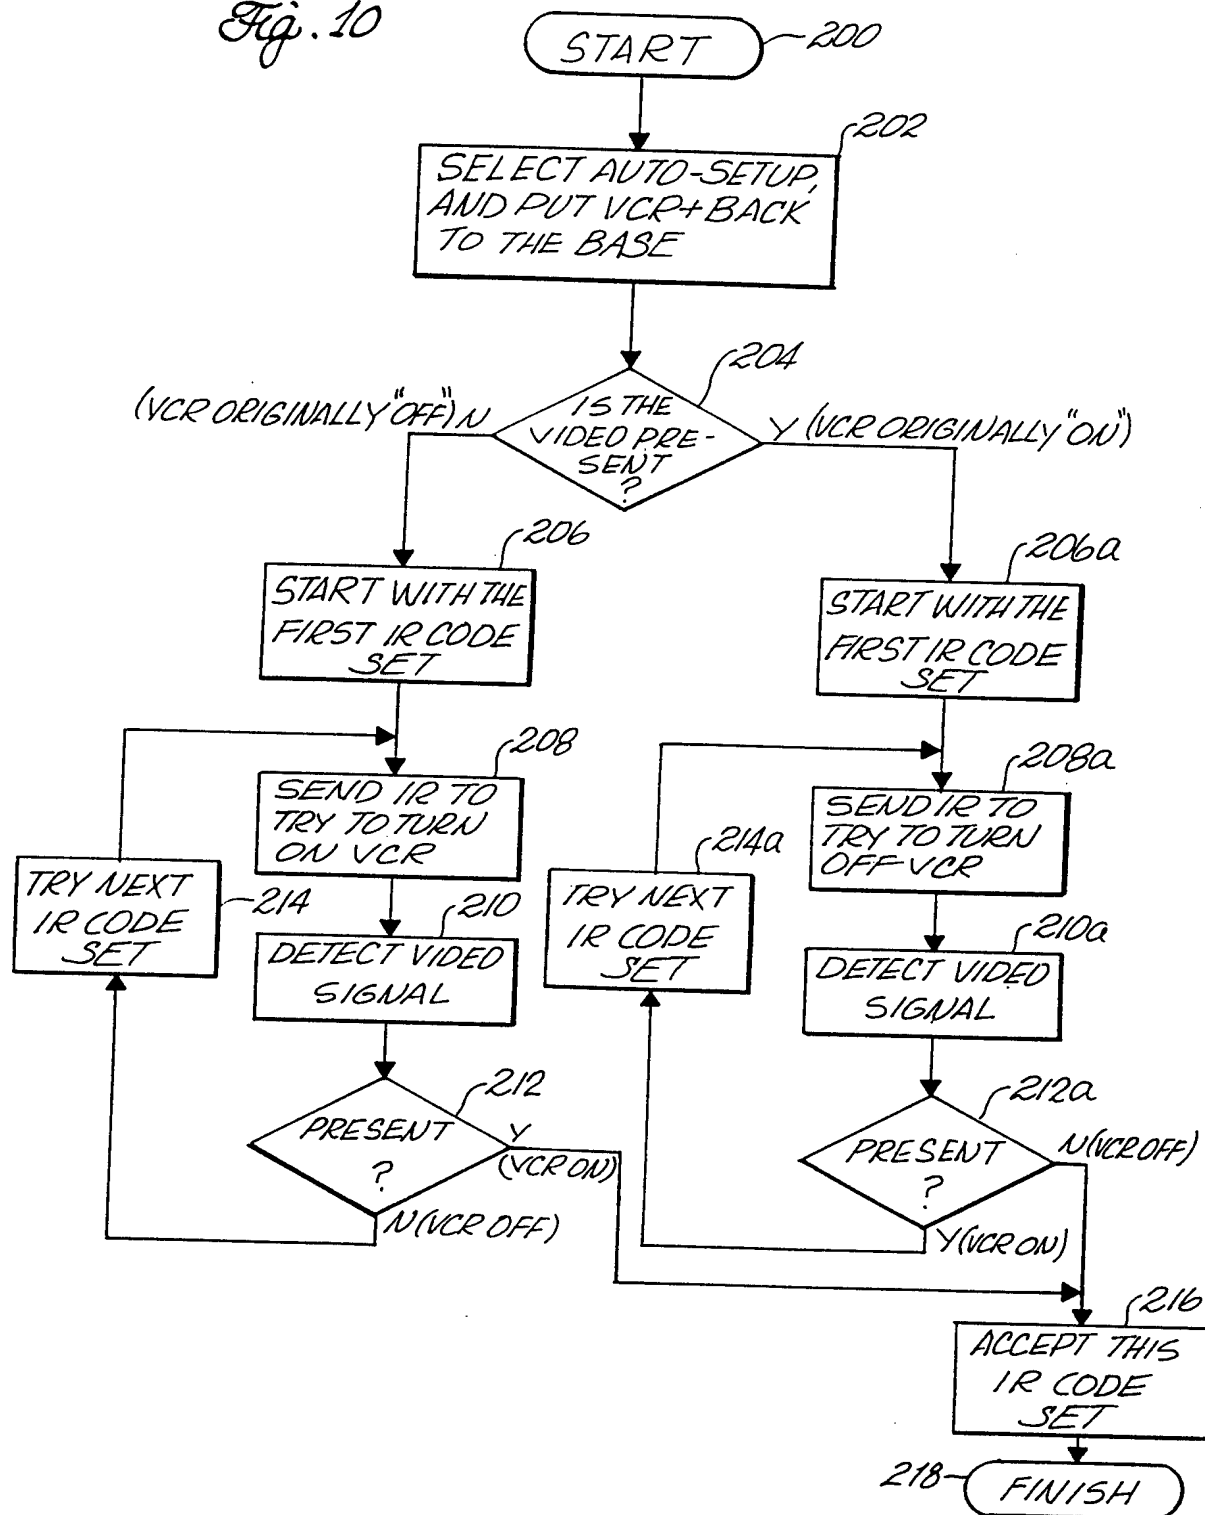 Fig. 10
START
200
202
SELECT AUTO-SETUP,
AND PUT VCR+ BACK
TO THE BASE
204
(VCR ORIGINALLY "OFF") N
IS THE
VIDEO PRE-
SENT
?
Y (VCR ORIGINALLY "ON")
206
START WITH THE
FIRST IR CODE
SET
206a
START WITH THE
FIRST IR CODE
SET
208
SEND IR TO
TRY TO TURN
ON VCR
208a
SEND IR TO
TRY TO TURN
OFF VCR
TRY NEXT
IR CODE
SET
214
214a
TRY NEXT
IR CODE
SET
210
DETECT VIDEO
SIGNAL
210a
DETECT VIDEO
SIGNAL
212
PRESENT
?
Y
(VCR ON)
N (VCR OFF)
212a
PRESENT
?
N (VCR OFF)
Y (VCR ON)
216
ACCEPT THIS
IR CODE
SET
218
FINISH